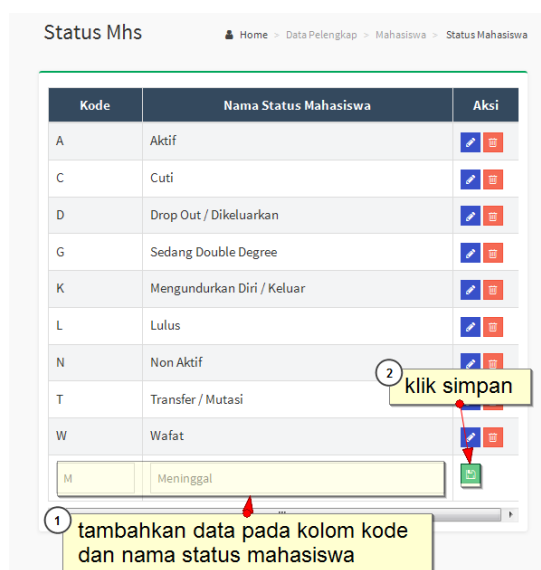 Status Mhs
Home > Data Pelengkap > Mahasiswa > Status Mahasiswa
Kode Nama Status Mahasiswa Aksi
A Aktif
C Cuti
D Drop Out / Dikeluarkan
G Sedang Double Degree
K Mengundurkan Diri / Keluar
L Lulus
N Non Aktif
2 klik simpan
T Transfer / Mutasi
W Wafat
M Meninggal
1 tambahkan data pada kolom kode
dan nama status mahasiswa